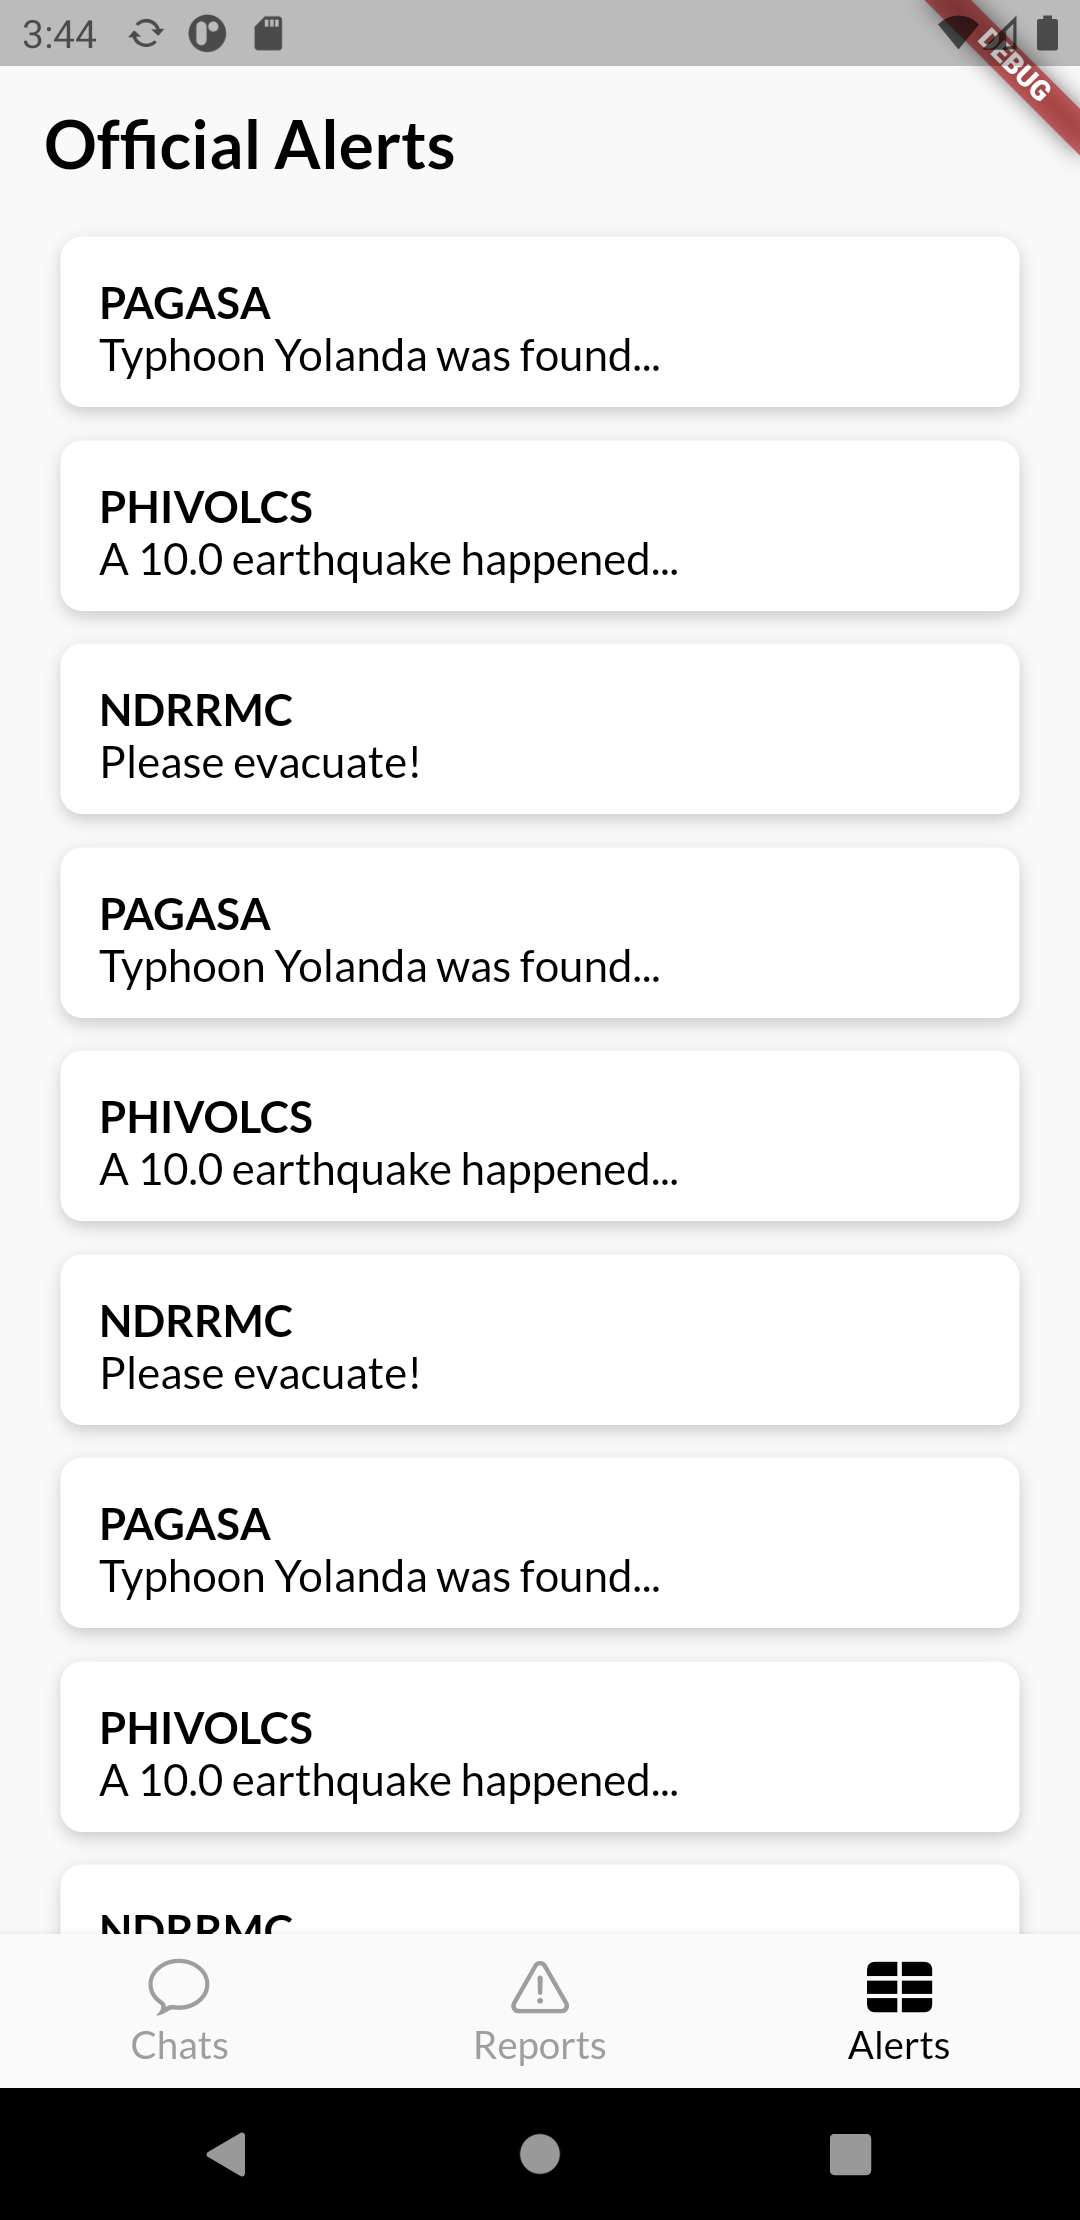 3:44
DEBUG
Official Alerts
PAGASA
Typhoon Yolanda was found...
PHIVOLCS
A 10.0 earthquake happened...
NDRRMC
Please evacuate!
PAGASA
Typhoon Yolanda was found...
PHIVOLCS
A 10.0 earthquake happened...
NDRRMC
Please evacuate!
PAGASA
Typhoon Yolanda was found...
PHIVOLCS
A 10.0 earthquake happened...
NDRRMC
Chats
Reports
Alerts